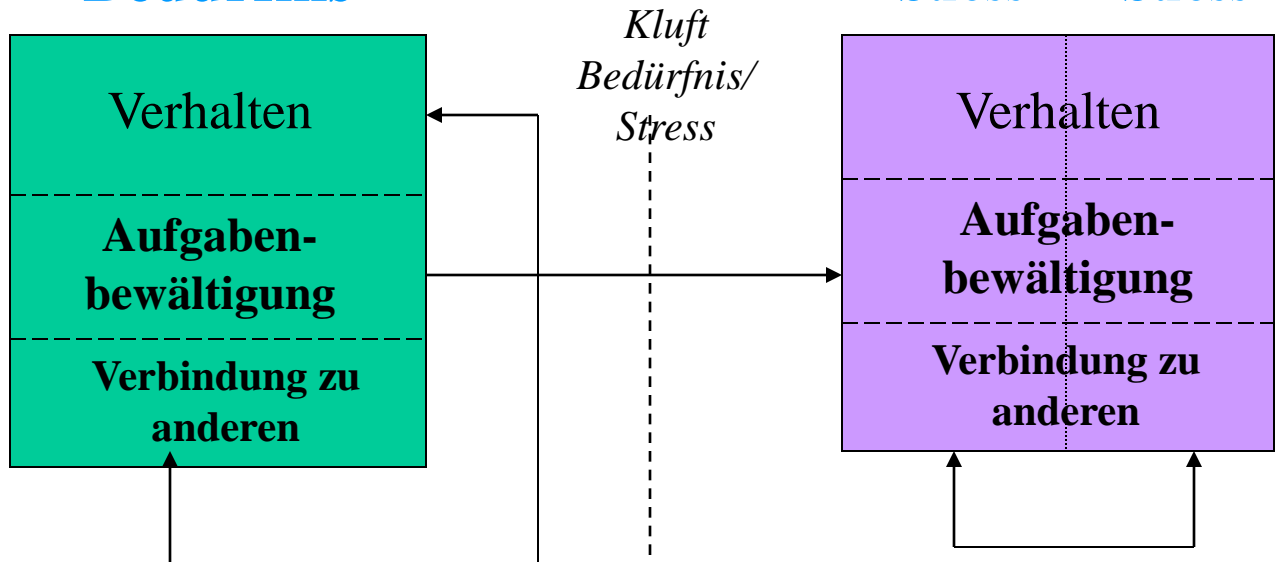 Kluft
Bedürfnis/
Stress
Verhalten
Aufgaben-
bewältigung
Verbindung zu
anderen
Verhalten
Aufgaben-
bewältigung
Verbindung zu
anderen